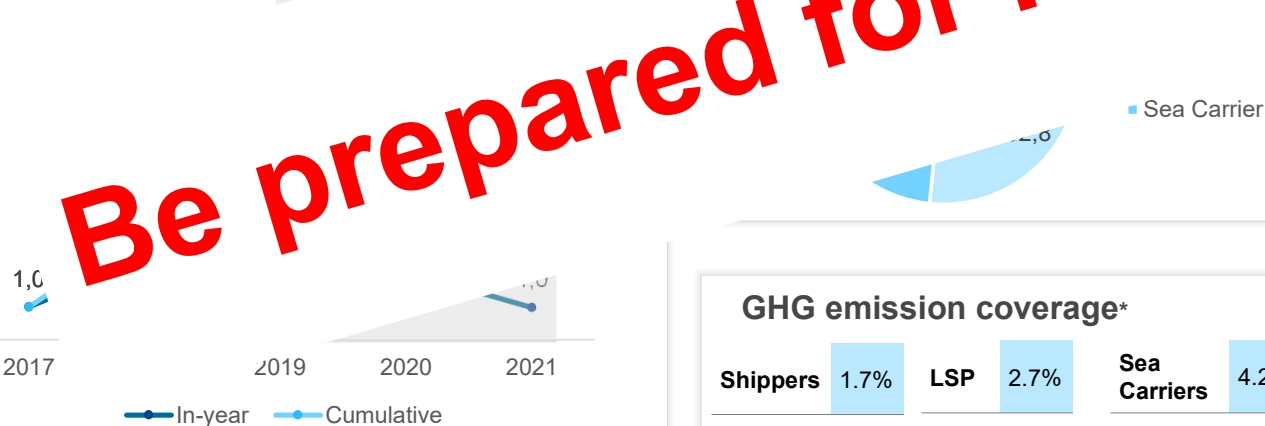 Be prepared for
Sea Carrier
2017
2019
2020
2021
In-year
Cumulative
GHG emission coverage*
Shippers 1.7%
LSP 2.7%
Sea
Carriers